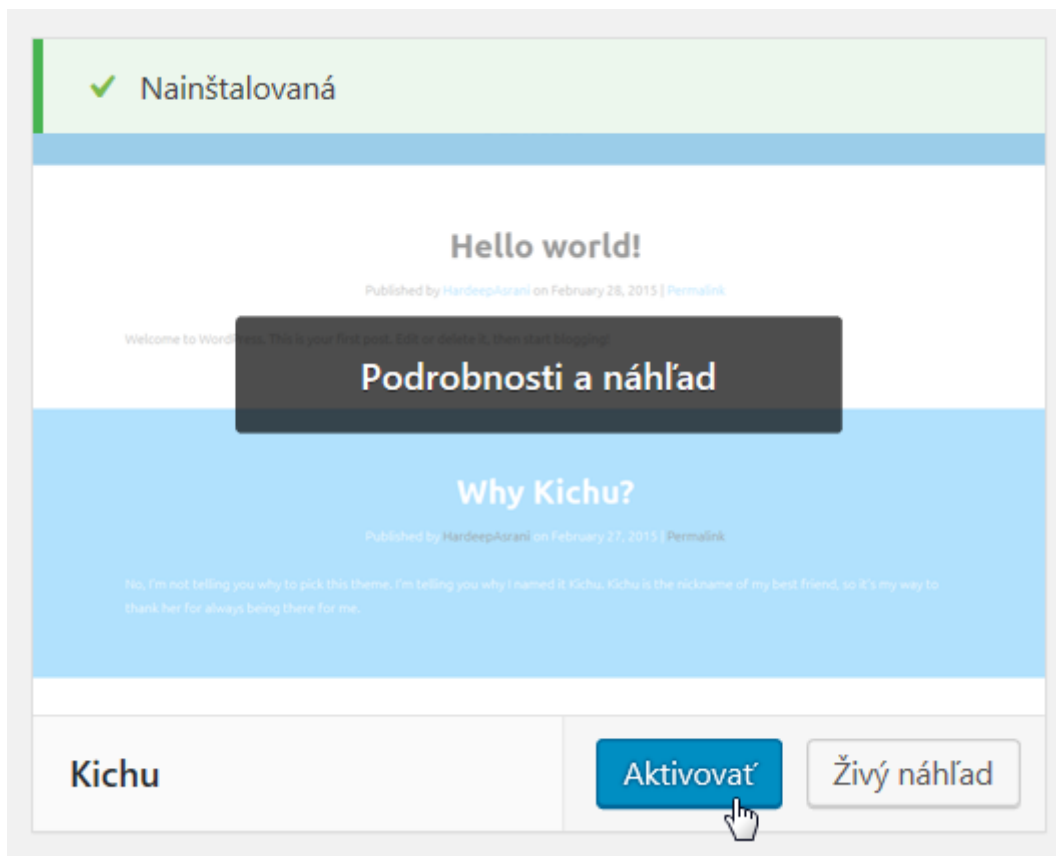 Nainštalovaná
Hello world!
Published by HardeepAsrani on February 28, 2015 | Permalink
Welcome to WordPress. This is your first post. Edit or delete it, then start blogging!
Podrobnosti a náhľad
Why Kichu?
Published by HardeepAsrani on February 27, 2015 | Permalink
No, I'm not telling you why to pick this theme. I'm telling you why I named it Kichu. Kichu is the nickname of my best friend, so it's my way to
thank her for always being there for me.
Kichu
Aktivovať
Živý náhľad